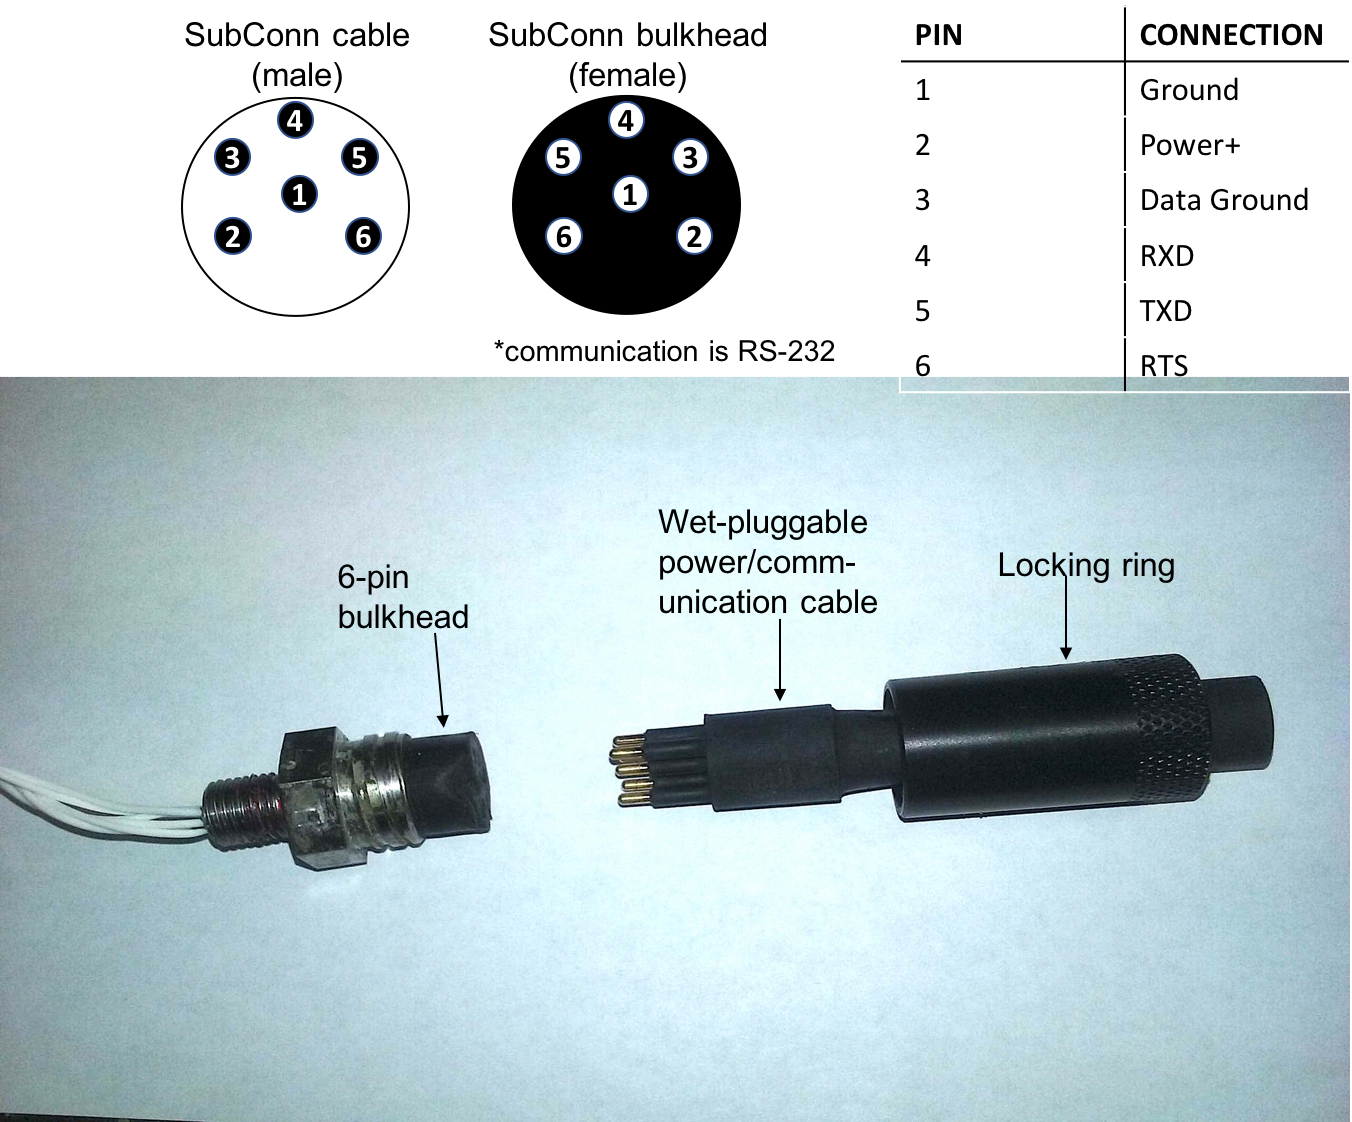 SubConn cable
(male)
4
3
5
1
2
6
SubConn bulkhead
(female)
4
5
3
1
6
2
*communication is RS-232
PIN CONNECTION
1 Ground
2 Power+
3 Data Ground
4 RXD
5 TXD
6 RTS
6-pin
bulkhead
Wet-pluggable
power/comm-
unication cable
Locking ring